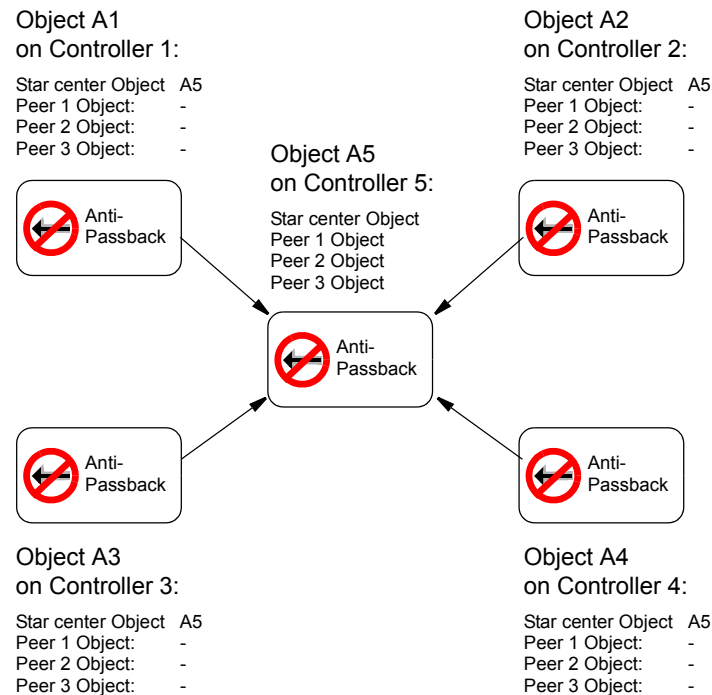 Object A1
on Controller 1:
Star center Object A5
Peer 1 Object: -
Peer 2 Object: -
Peer 3 Object: -
Anti-
Passback
Object A2
on Controller 2:
Star center Object A5
Peer 1 Object: -
Peer 2 Object: -
Peer 3 Object: -
Anti-
Passback
Object A5
on Controller 5:
Star center Object
Peer 1 Object
Peer 2 Object
Peer 3 Object
Anti-
Passback
Anti-
Passback
Object A3
on Controller 3:
Star center Object A5
Peer 1 Object: -
Peer 2 Object: -
Peer 3 Object: -
Anti-
Passback
Object A4
on Controller 4:
Star center Object A5
Peer 1 Object: -
Peer 2 Object: -
Peer 3 Object: -